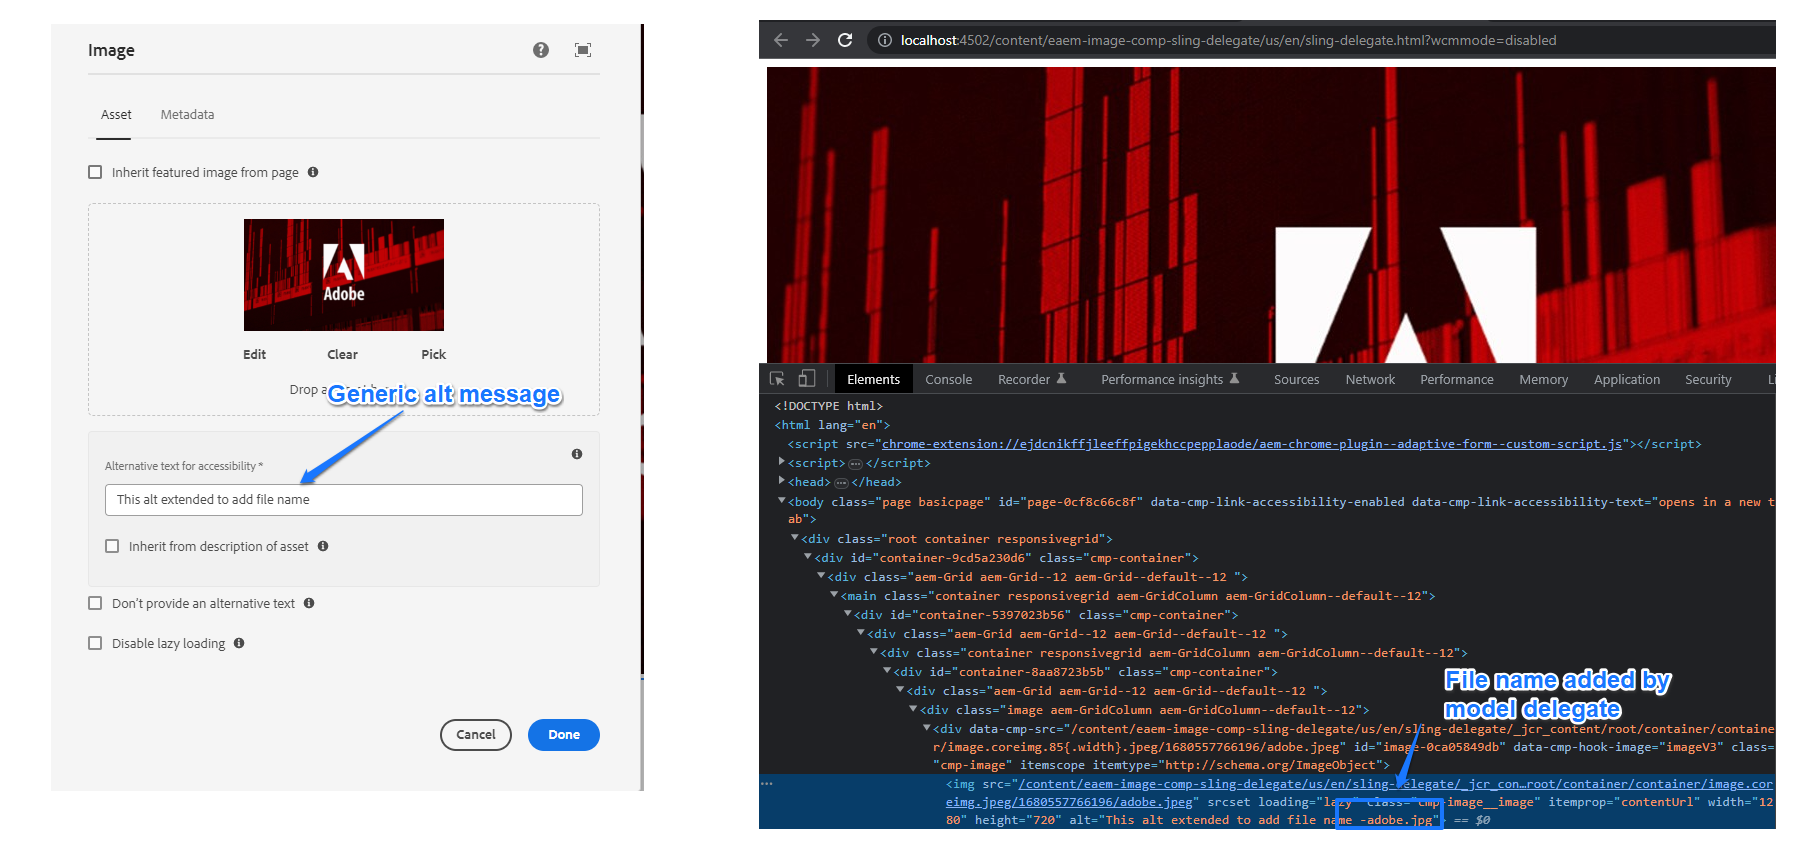 Image
Asset Metadata
Inherit featured image from page
Adobe
Edit Clear Pick
Drop a
Generic alt message
Alternative text for accessibility *
This alt extended to add file name
Inherit from description of asset
Don't provide an alternative text
Disable lazy loading
Cancel Done
localhost:4502/content/eaem-image-comp-sling-delegate/us/en/sling-delegate.html?wcmmode=disabled
Elements Console Recorder Performance insights Sources Network Performance Memory Application Security Li
<!DOCTYPE html>
<html lang="en">
<script src="chrome-extension://ejdcnikffjleeffpigekhccpepplaode/aem-chrome-plugin--adaptive-form--custom-script.js"></script>
<script>…</script>
<head>…</head>
<body class="page basicpage" id="page-0cf8c66c8f" data-cmp-link-accessibility-enabled data-cmp-link-accessibility-text="opens in a new t
ab">
<div class="root container responsivegrid">
<div id="container-9cd5a230d6" class="cmp-container">
<div class="aem-Grid aem-Grid--12 aem-Grid--default--12 ">
<main class="container responsivegrid aem-GridColumn aem-GridColumn--default--12">
<div id="container-5397023b56" class="cmp-container">
<div class="aem-Grid aem-Grid--12 aem-Grid--default--12 ">
<div class="container responsivegrid aem-GridColumn aem-GridColumn--default--12">
<div id="container-8aa8723b5b" class="cmp-container">
<div class="aem-Grid aem-Grid--12 aem-Grid--default--12 ">
<div class="image aem-GridColumn aem-GridColumn--default--12">
File name added by
model delegate
<div data-cmp-src="/content/eaem-image-comp-sling-delegate/us/en/sling-delegate/_jcr_content/root/container/containe
r/image.coreimg.85{.width}.jpeg/1680557766196/adobe.jpeg" id="image-0ca05849db" data-cmp-hook-image="imageV3" class=
"cmp-image" itemscope itemtype="http://schema.org/ImageObject">
<img src="/content/eaem-image-comp-sling-delegate/us/en/sling-delegate/_jcr_con…root/container/container/image.cor
eimg.jpeg/1680557766196/adobe.jpeg" srcset loading="lazy" class="cmp-image__image" itemprop="contentUrl" width="12
80" height="720" alt="This alt extended to add file name -adobe.jpg"> == $0